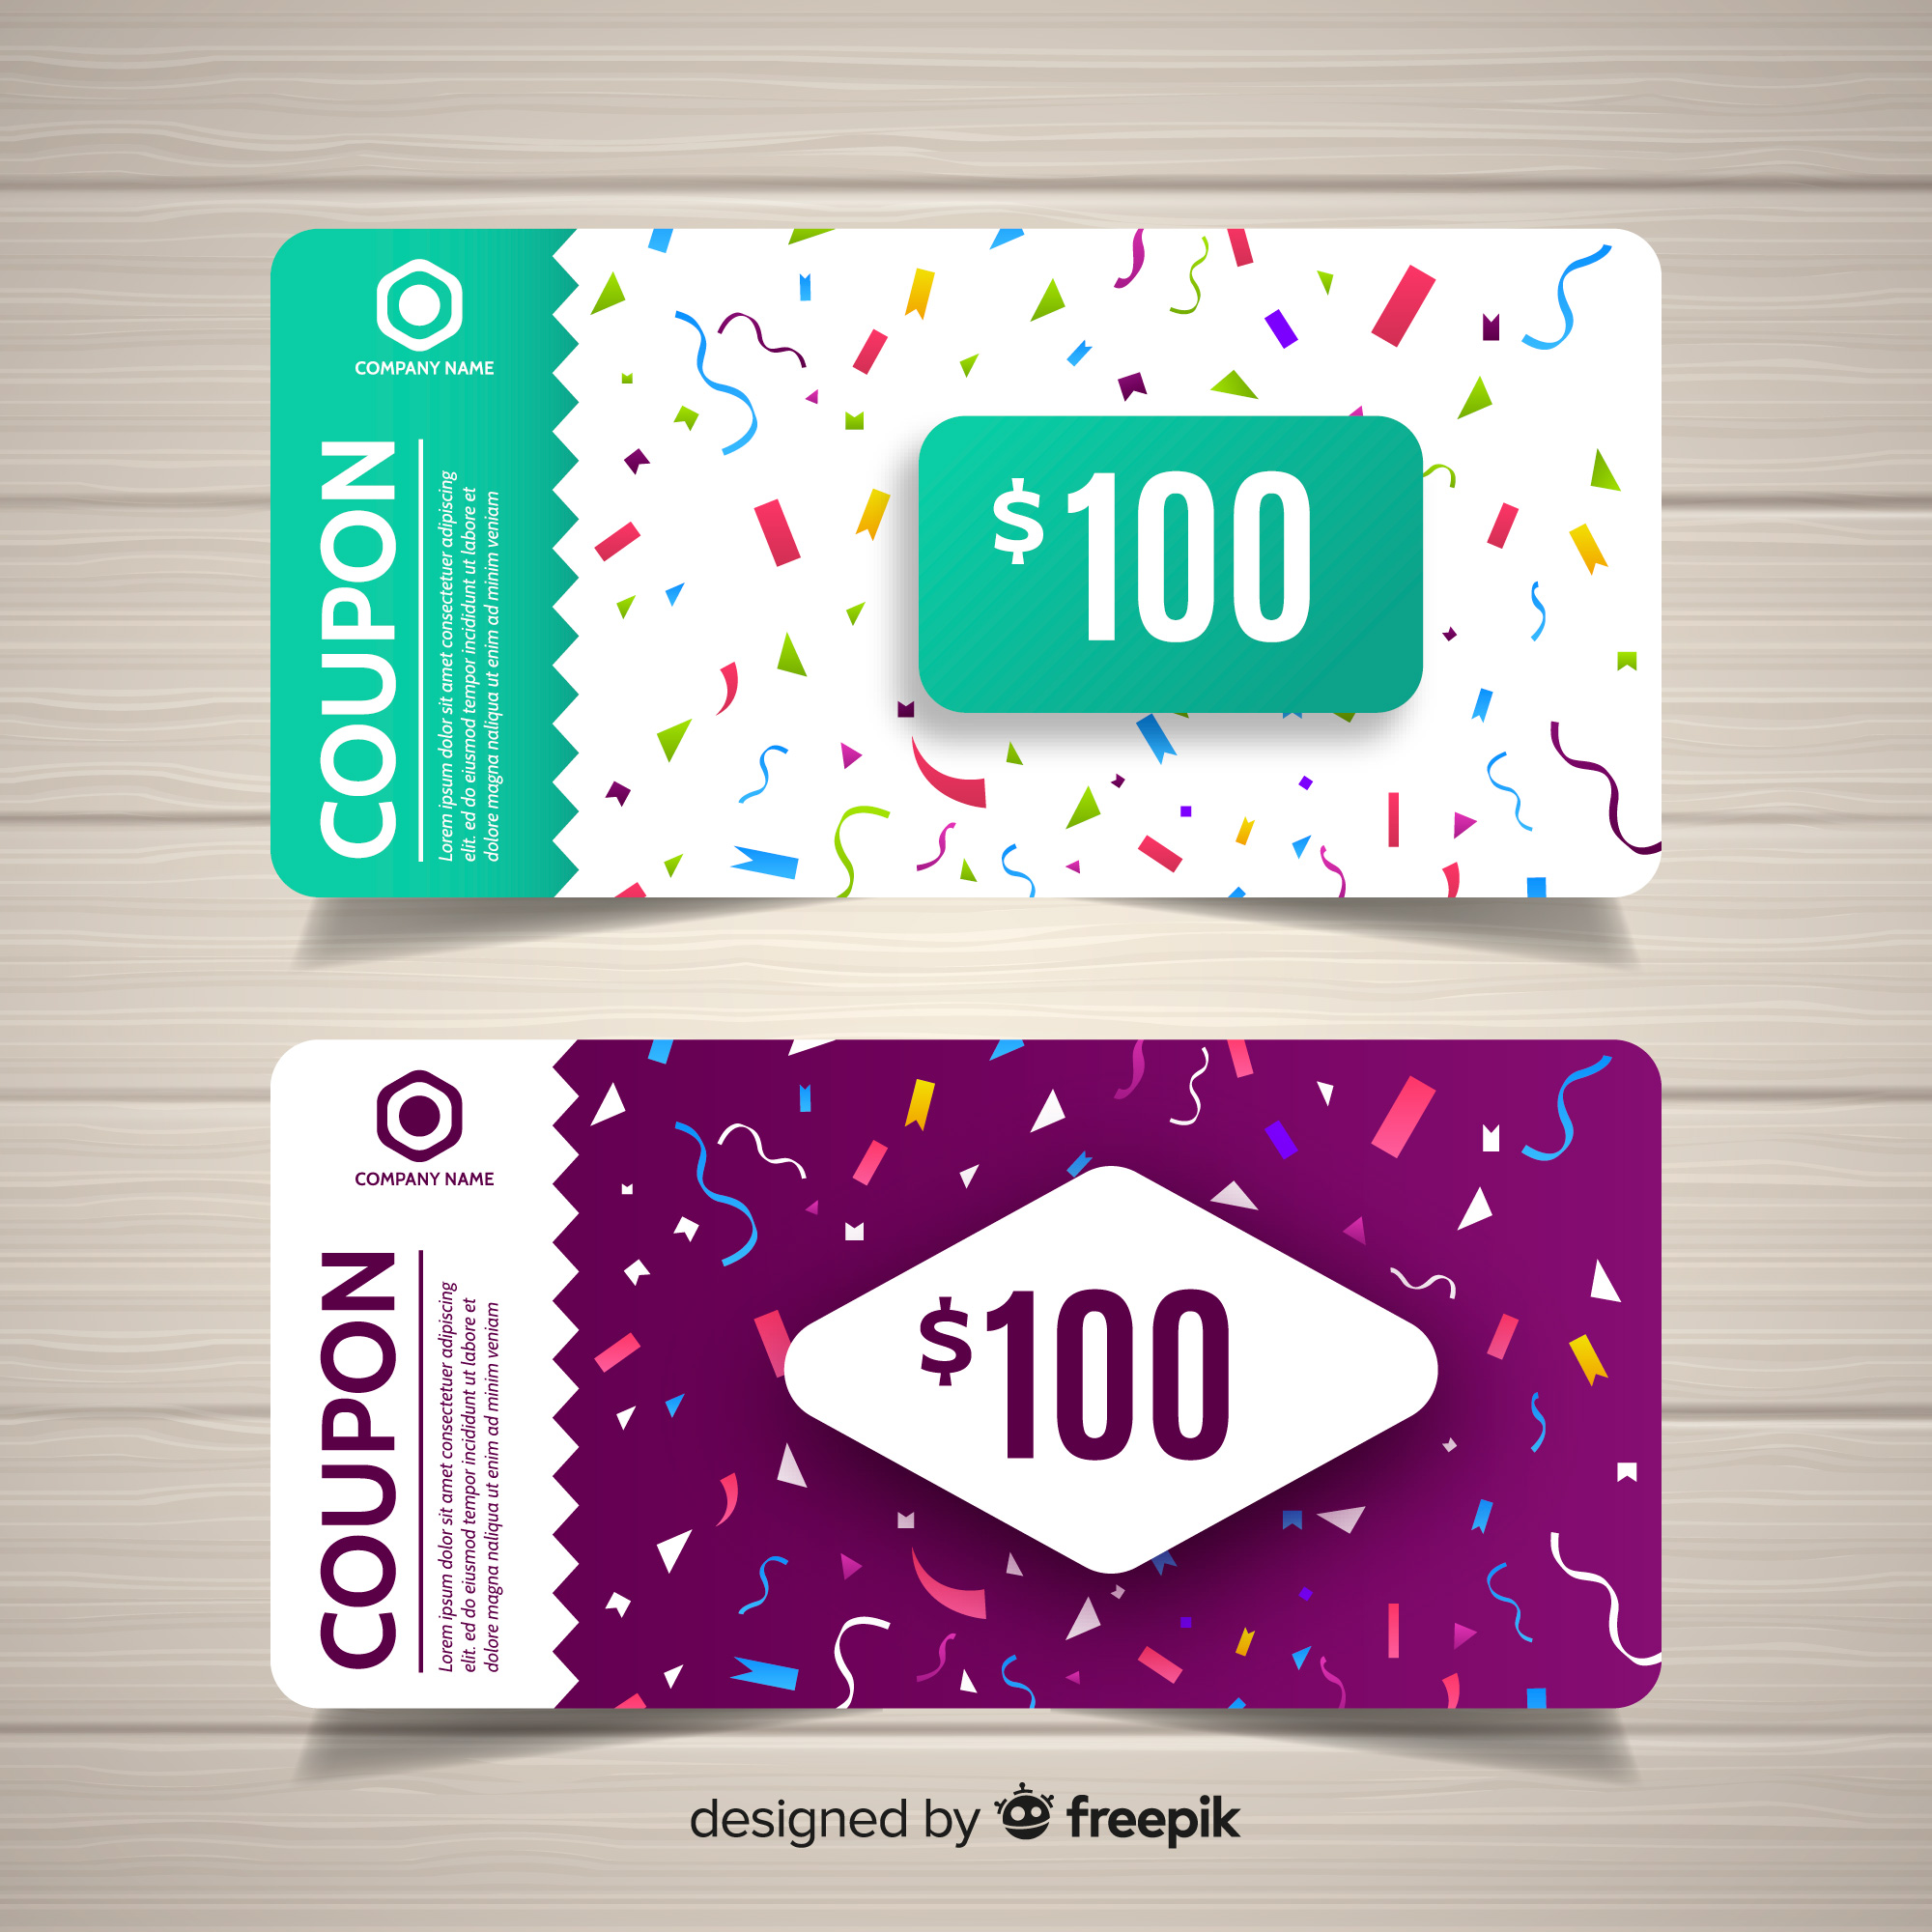 COMPANY NAME
COUPON
Lorem ipsum dolor sit amet consectetuer adipiscing
elit. ed do eiusmod tempor incididunt ut labore et
dolore magna naliqua ut enim ad minim veniam
$100
COMPANY NAME
COUPON
Lorem ipsum dolor sit amet consectetuer adipiscing
elit. ed do eiusmod tempor incididunt ut labore et
dolore magna naliqua ut enim ad minim veniam
$100
designed by freepik